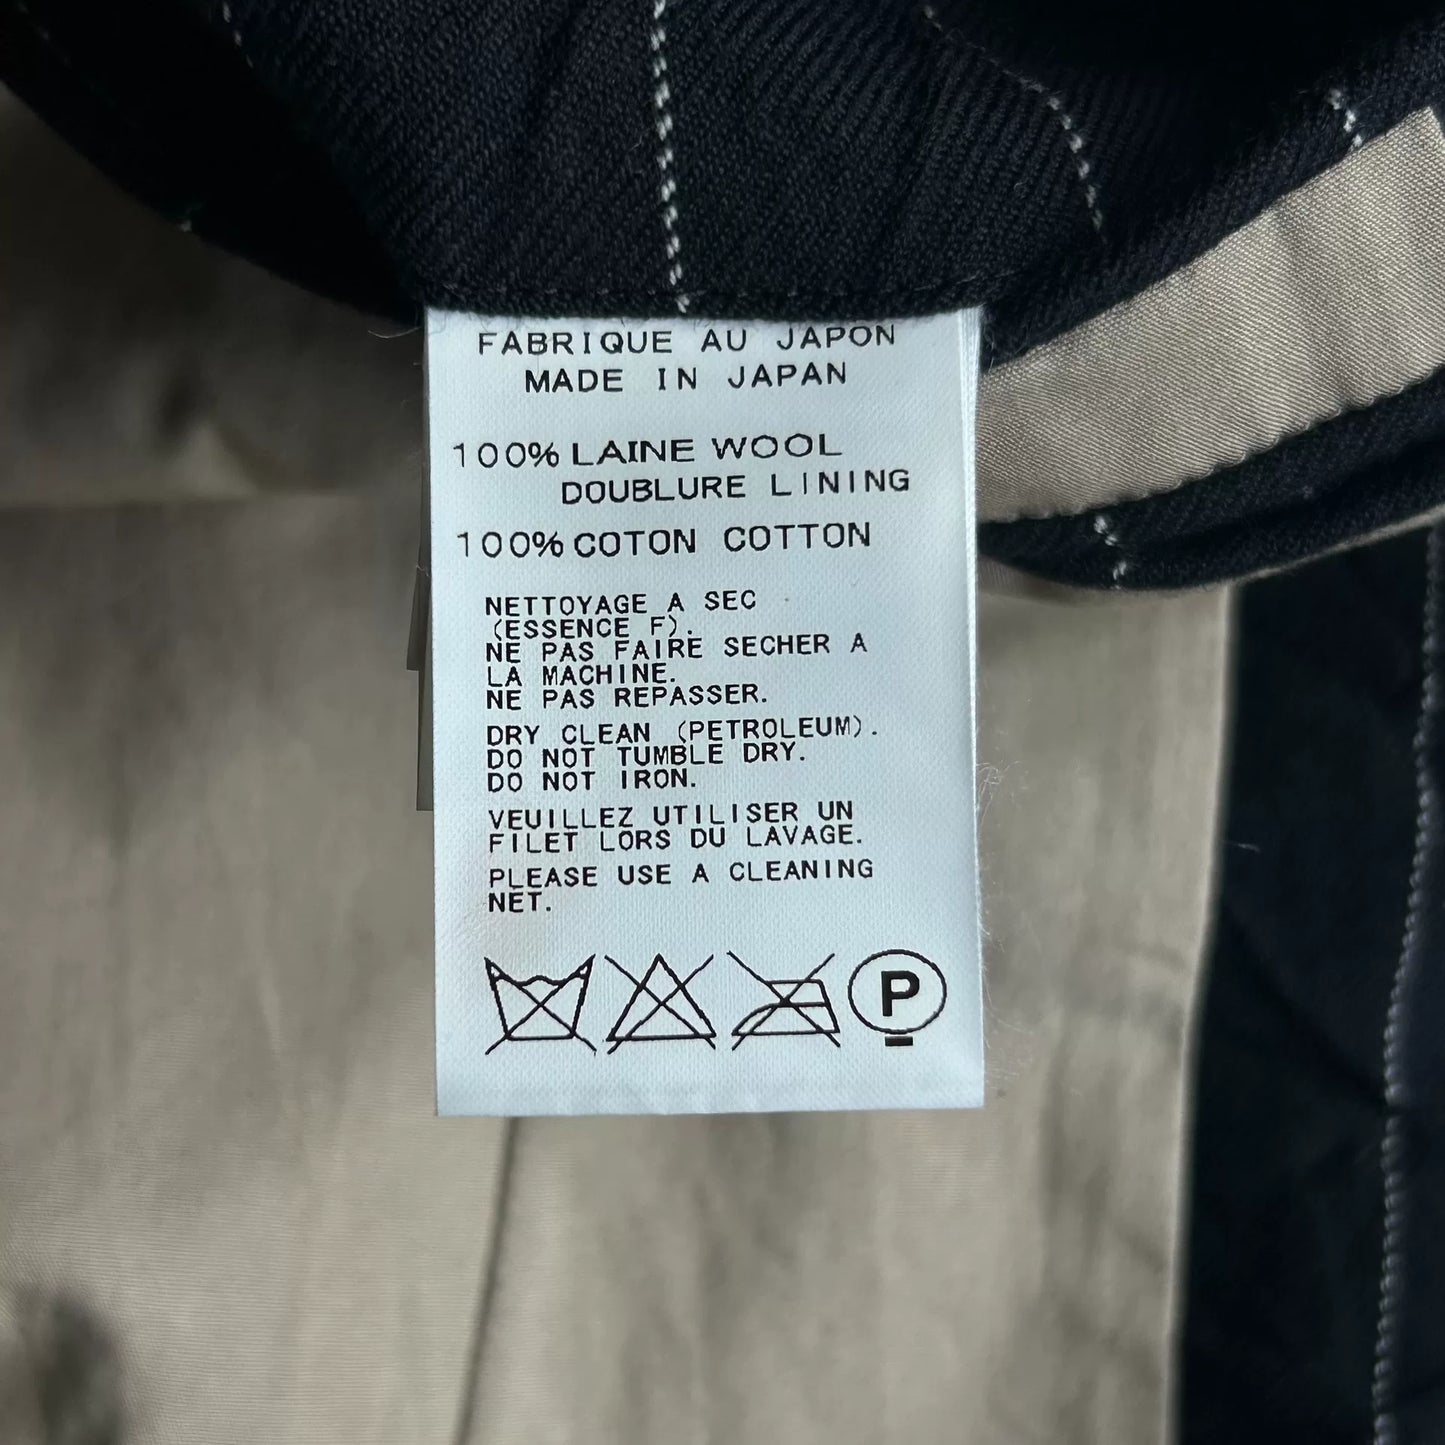 FABRIQUE AU JAPON
MADE IN JAPAN
100% LAINE WOOL
DOUBLURE LINING
100% COTON COTTON
NETTOYAGE A SEC
(ESSENCE F).
NE PAS FAIRE SECHER A
LA MACHINE.
NE PAS REPASSER.
DRY CLEAN (PETROLEUM).
DO NOT TUMBLE DRY.
DO NOT IRON.
VEUILLEZ UTILISER UN
FILET LORS DU LAVAGE.
PLEASE USE A CLEANING
NET.
P